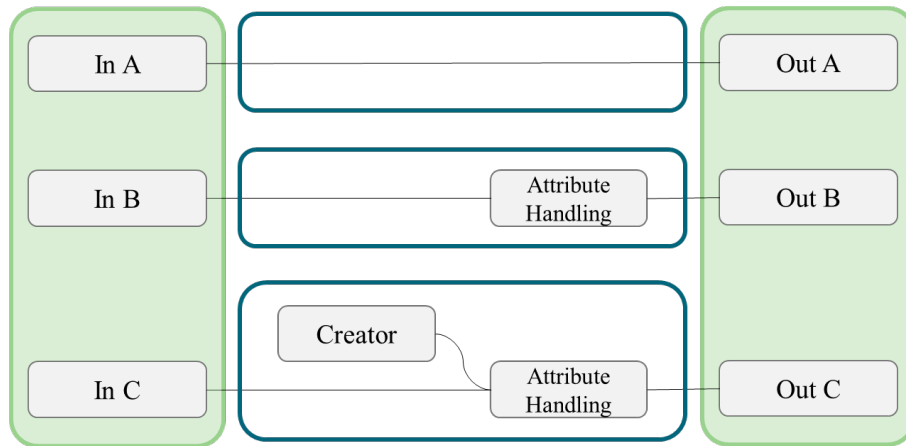 In A
Out A
In B
Attribute
Handling
Out B
Creator
In C
Attribute
Handling
Out C